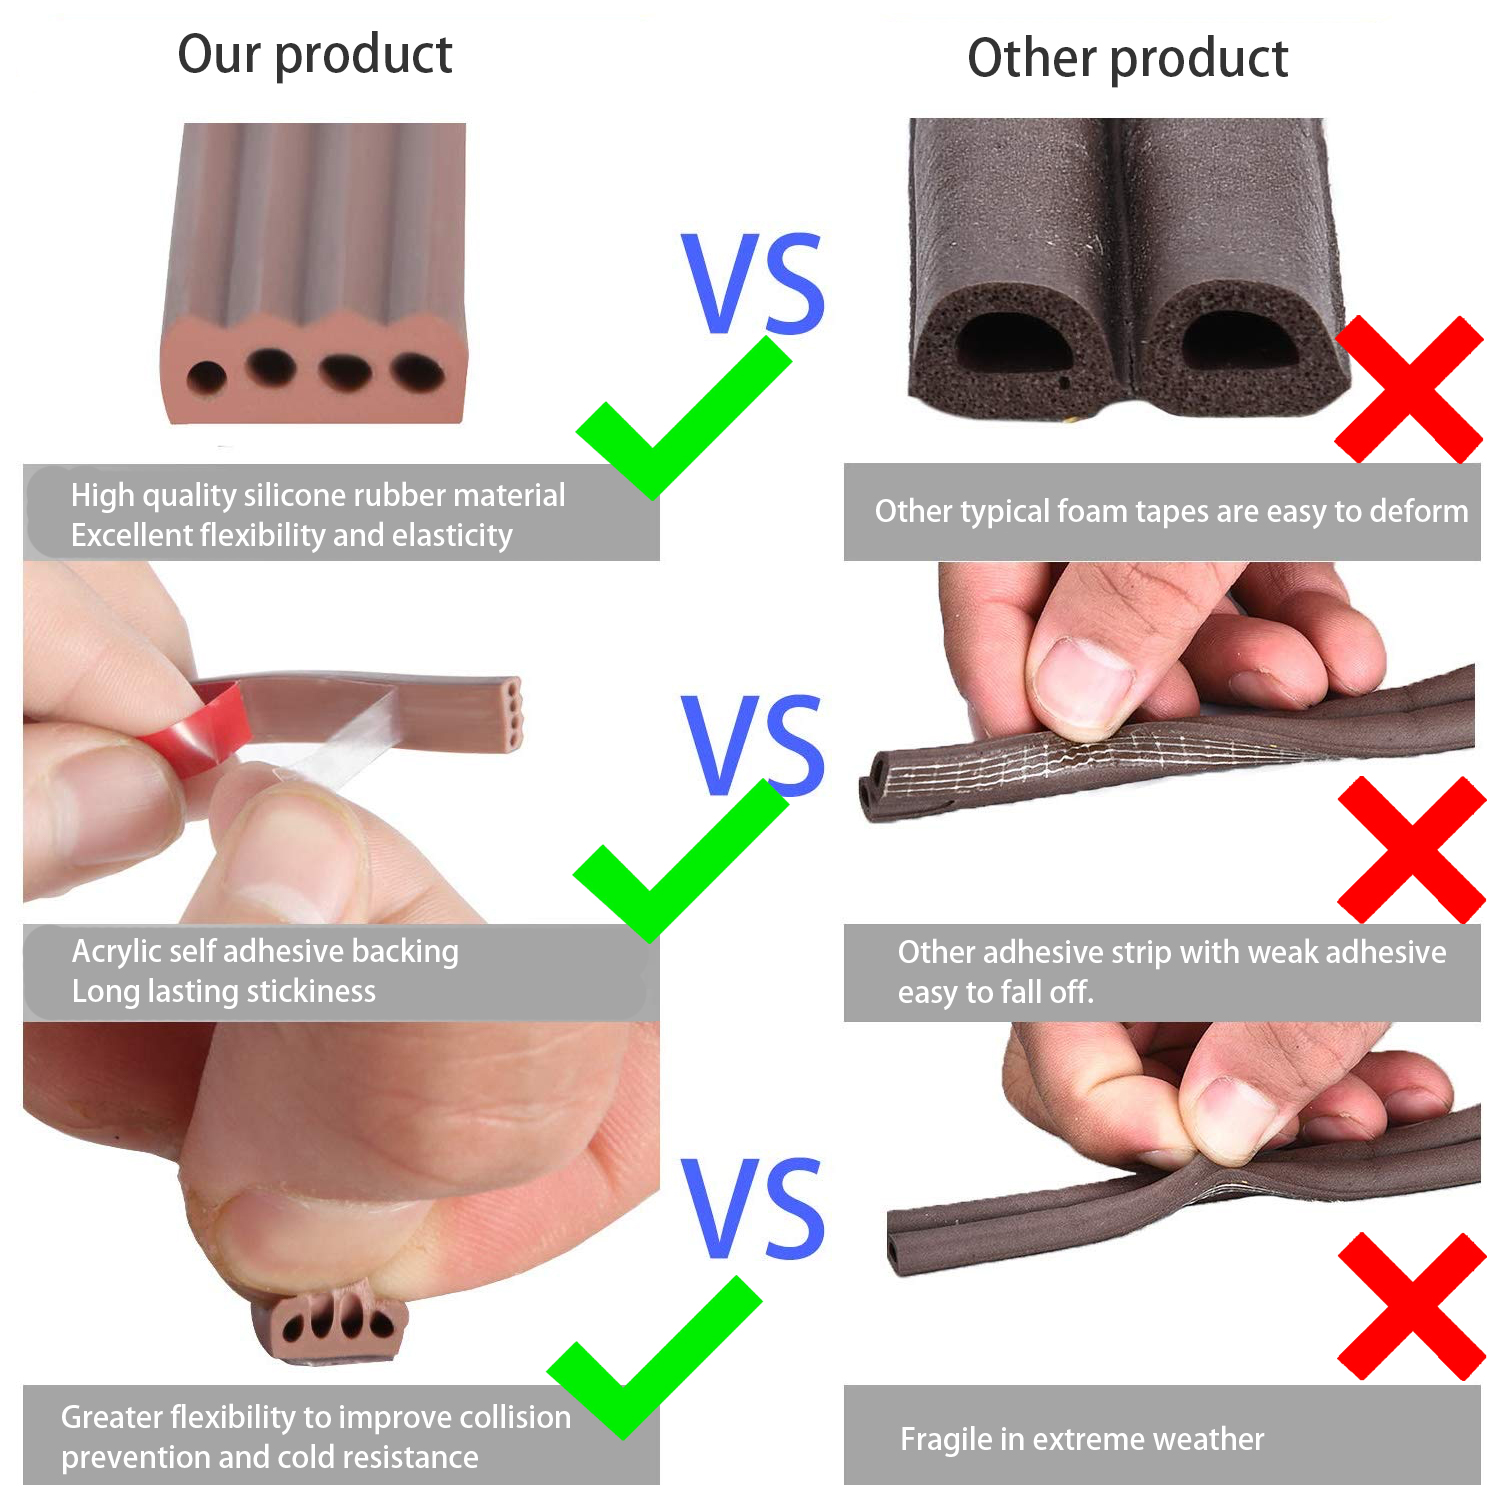 Our product
Other product
VS
High quality silicone rubber material
Excellent flexibility and elasticity
Other typical foam tapes are easy to deform
VS
Acrylic self adhesive backing
Long lasting stickiness
Other adhesive strip with weak adhesive
easy to fall off.
VS
Greater flexibility to improve collision
prevention and cold resistance
Fragile in extreme weather